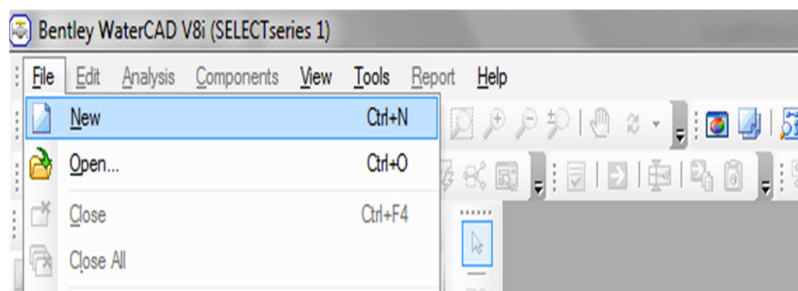 Bentley WaterCAD V8i (SELECTseries 1)
File Edit Analysis Components View Tools Report Help
New Ctrl+N
Open... Ctrl+O
Close Ctrl+F4
Close All